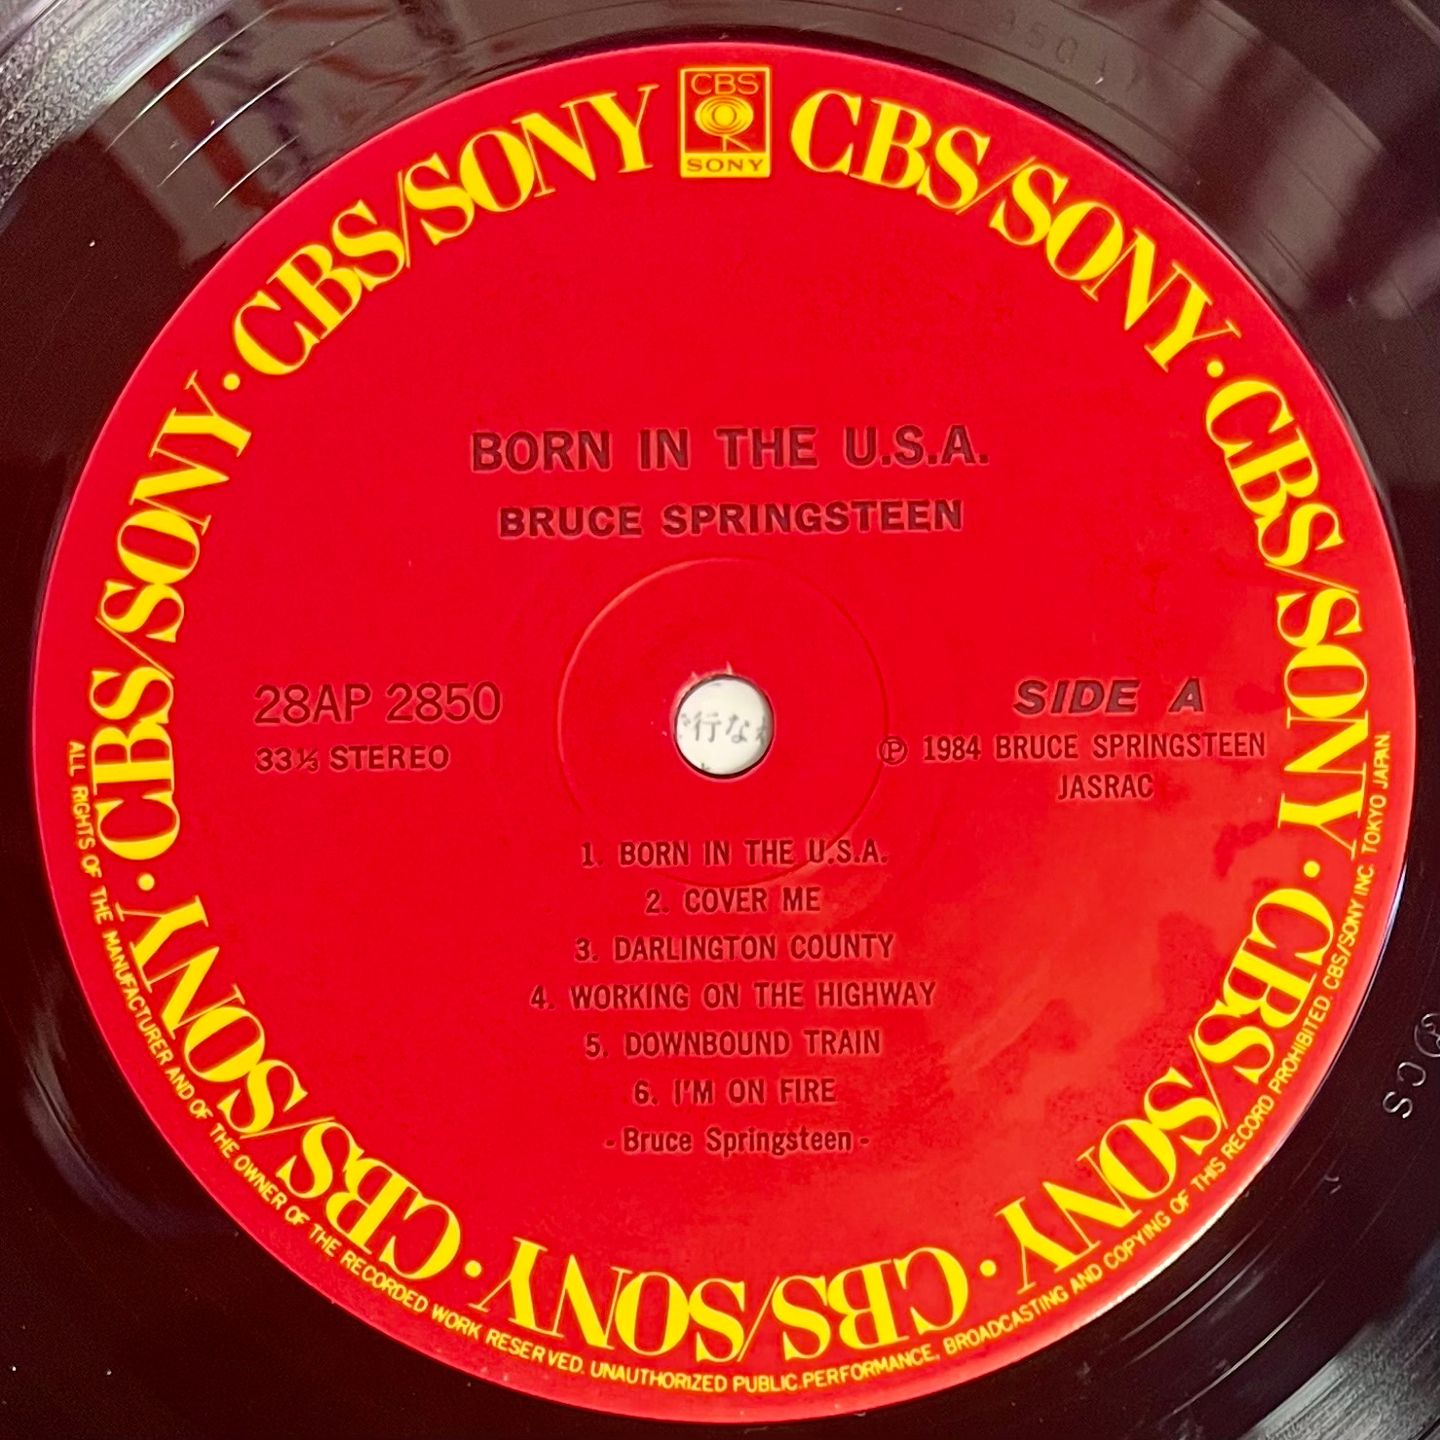 CBS
SONY
CBS/SONY · CBS/SONY · CBS/SONY · CBS/SONY · CBS/SONY · CBS/SONY · CBS/SONY · CBS/SONY
BORN IN THE U.S.A.
BRUCE SPRINGSTEEN
28AP 2850
33⅓ STEREO
SIDE A
Ⓟ 1984 BRUCE SPRINGSTEEN
JASRAC
行な
1. BORN IN THE U.S.A.
2. COVER ME
3. DARLINGTON COUNTY
4. WORKING ON THE HIGHWAY
5. DOWNBOUND TRAIN
6. I'M ON FIRE
- Bruce Springsteen -
ALL RIGHTS OF THE MANUFACTURER AND OF THE OWNER OF THE RECORDED WORK RESERVED. UNAUTHORIZED PUBLIC.PERFORMANCE, BROADCASTING AND COPYING OF THIS RECORD PROHIBITED. CBS/SONY INC. TOKYO JAPAN.
CS